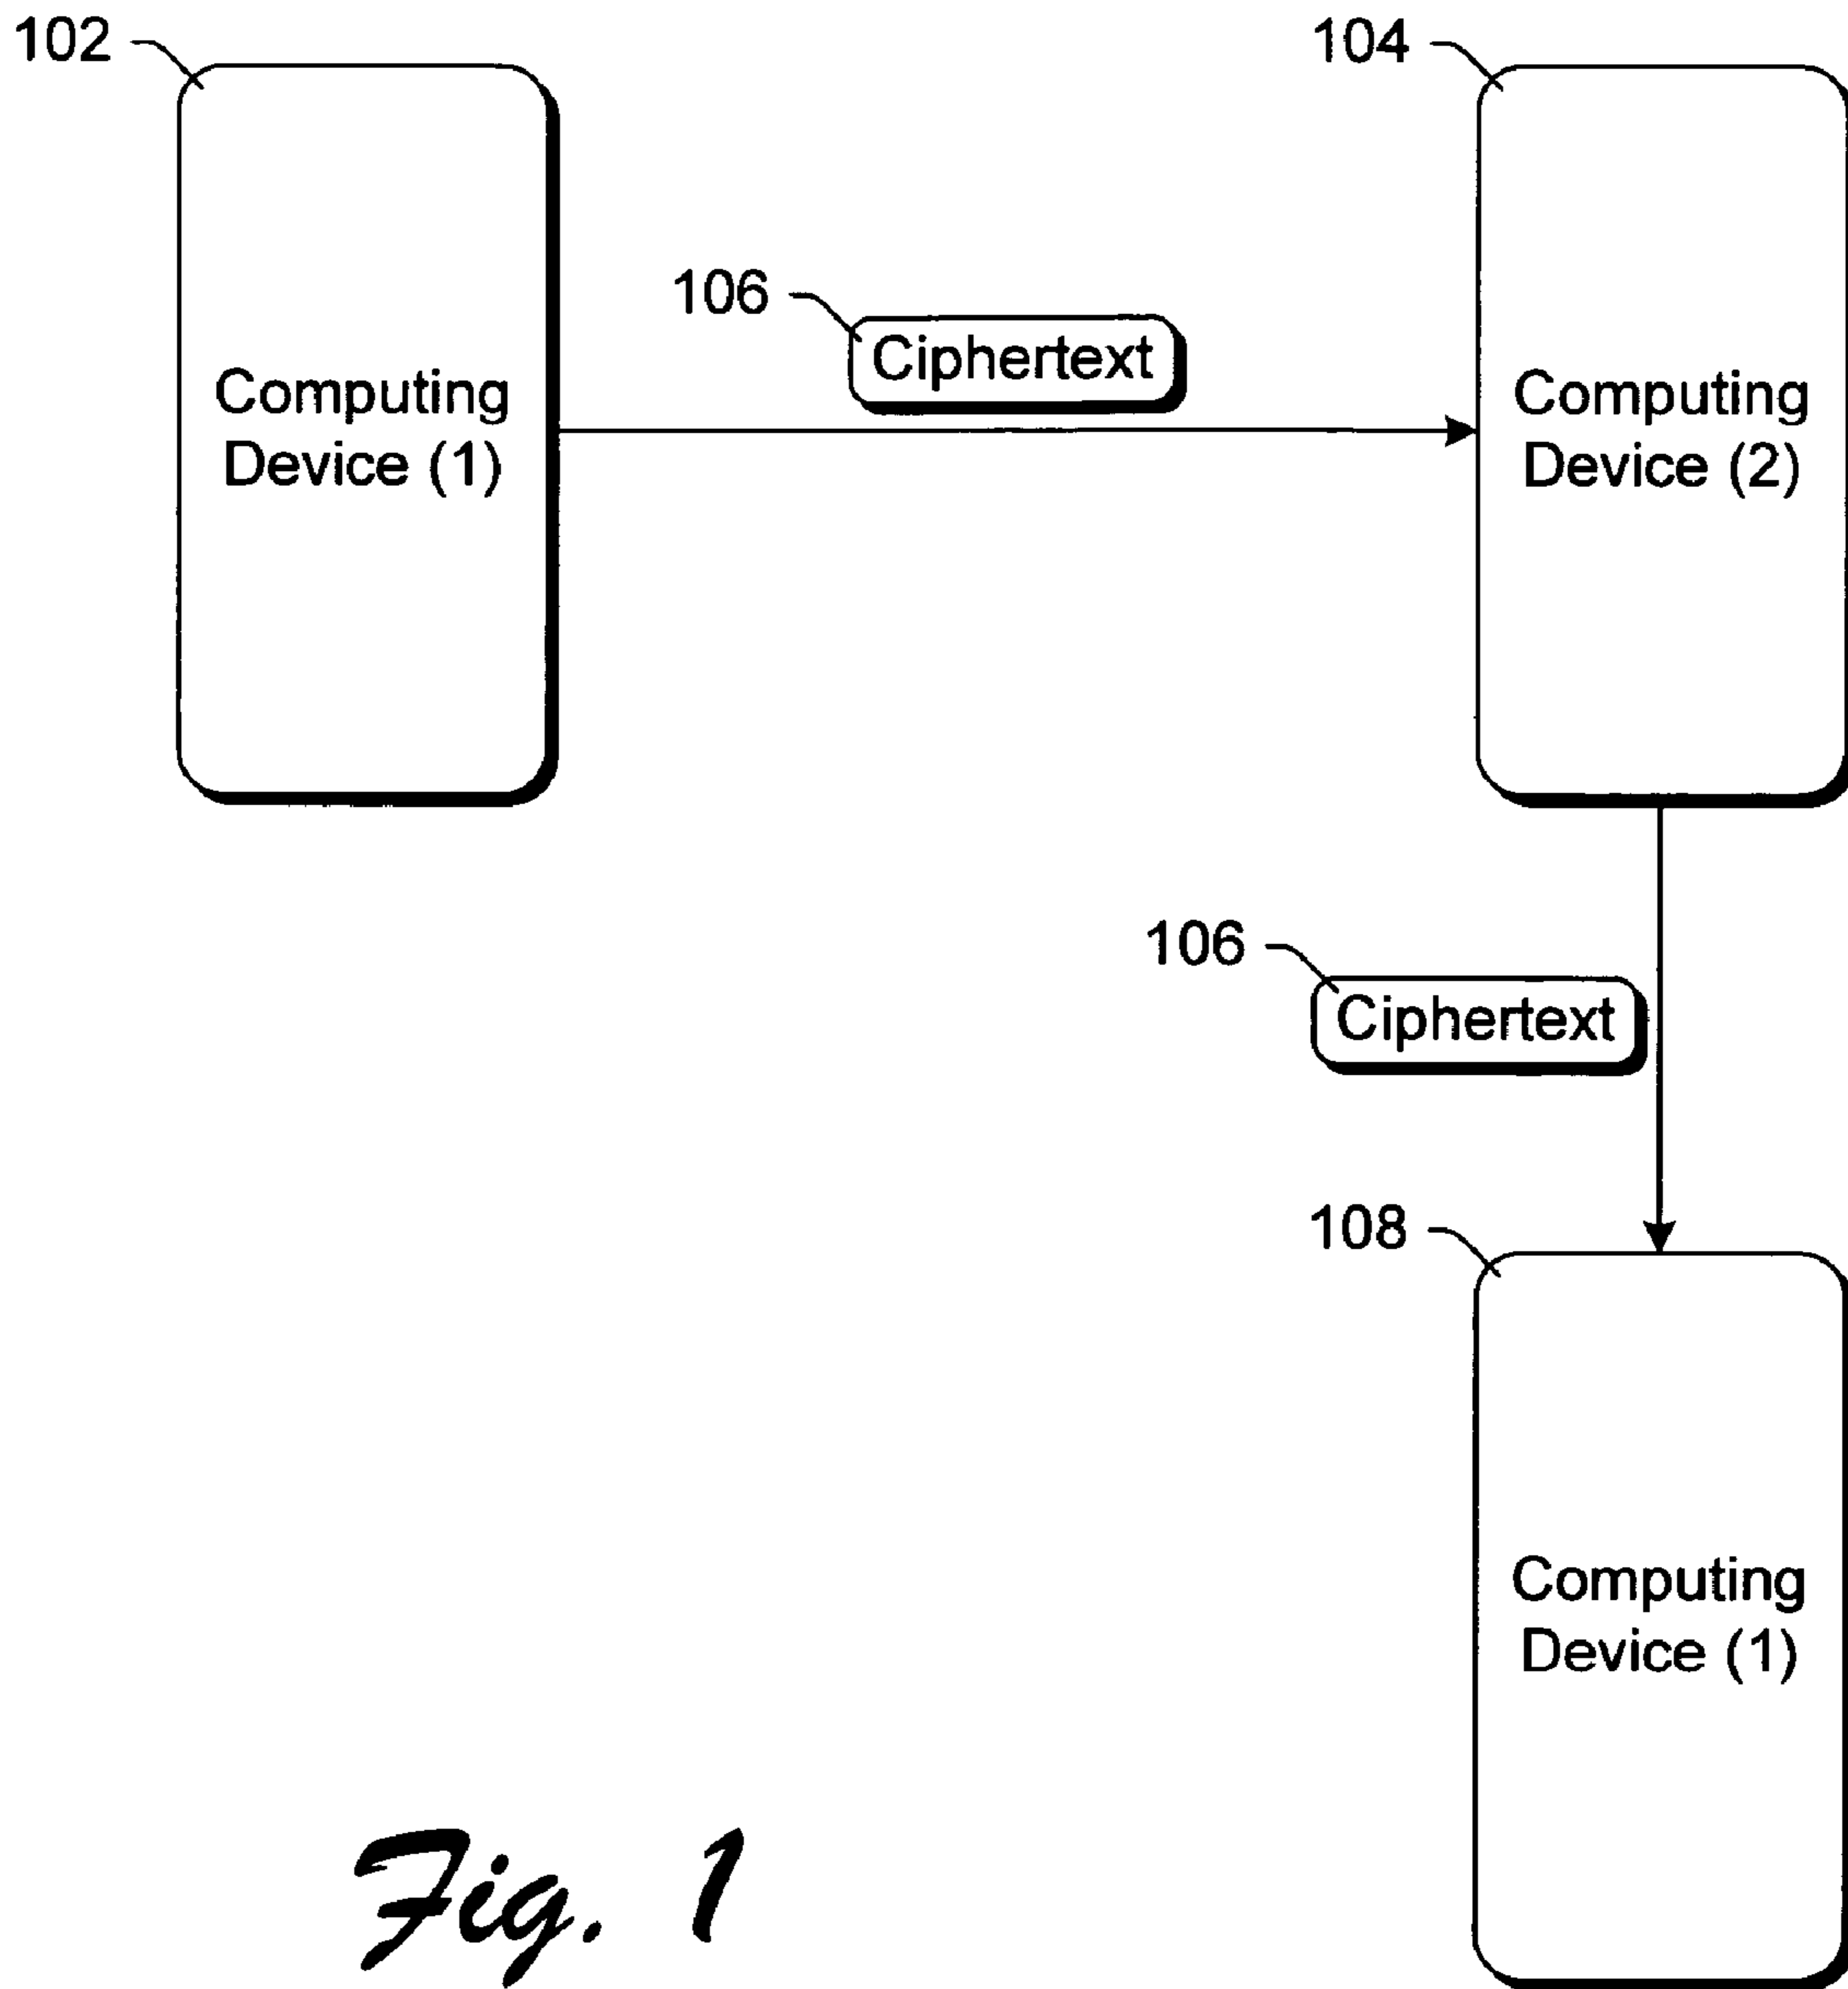 102
104
106
Ciphertext
Computing
Device (1)
Computing
Device (2)
106
Ciphertext
108
Computing
Device (1)
Fig. 1